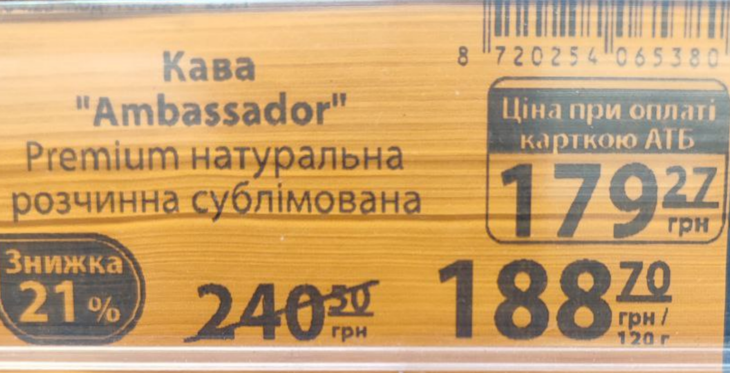 8 720254 065380
Кава
"Ambassador"
Premium натуральна
розчинна сублімована
Ціна при оплаті
карткою АТБ
179 27
грн
Знижка
21%
240 50
грн
188 70
грн /
120 г